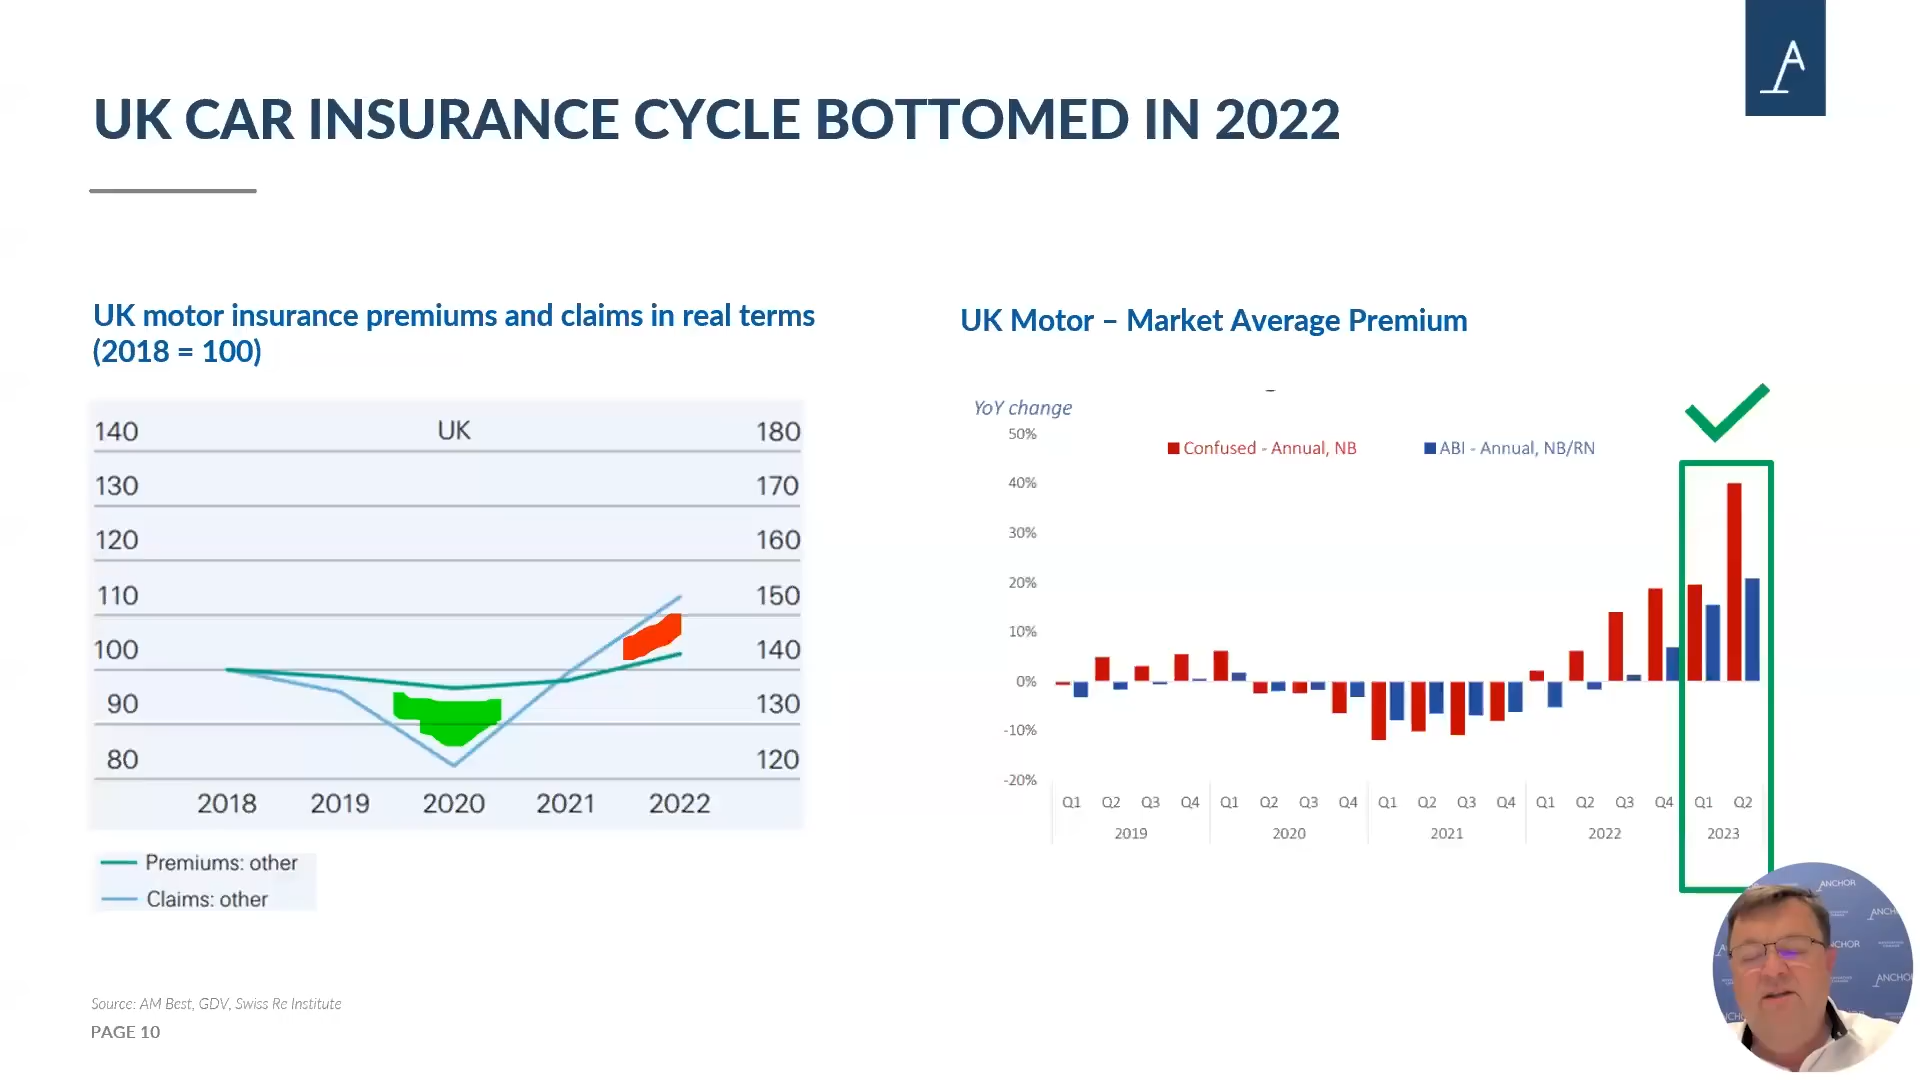 UK CAR INSURANCE CYCLE BOTTOMED IN 2022
UK motor insurance premiums and claims in real terms
(2018 = 100)
UK
140 180
130 170
120 160
110 150
100 140
90 130
80 120
2018 2019 2020 2021 2022
Premiums: other
Claims: other
UK Motor – Market Average Premium
YoY change
Confused - Annual, NB ABI - Annual, NB/RN
50%
40%
30%
20%
10%
0%
-10%
-20%
Q1 Q2 Q3 Q4 Q1 Q2 Q3 Q4 Q1 Q2 Q3 Q4 Q1 Q2 Q3 Q4 Q1 Q2
2019 2020 2021 2022 2023
Source: AM Best, GDV, Swiss Re Institute
PAGE 10
ANCHOR